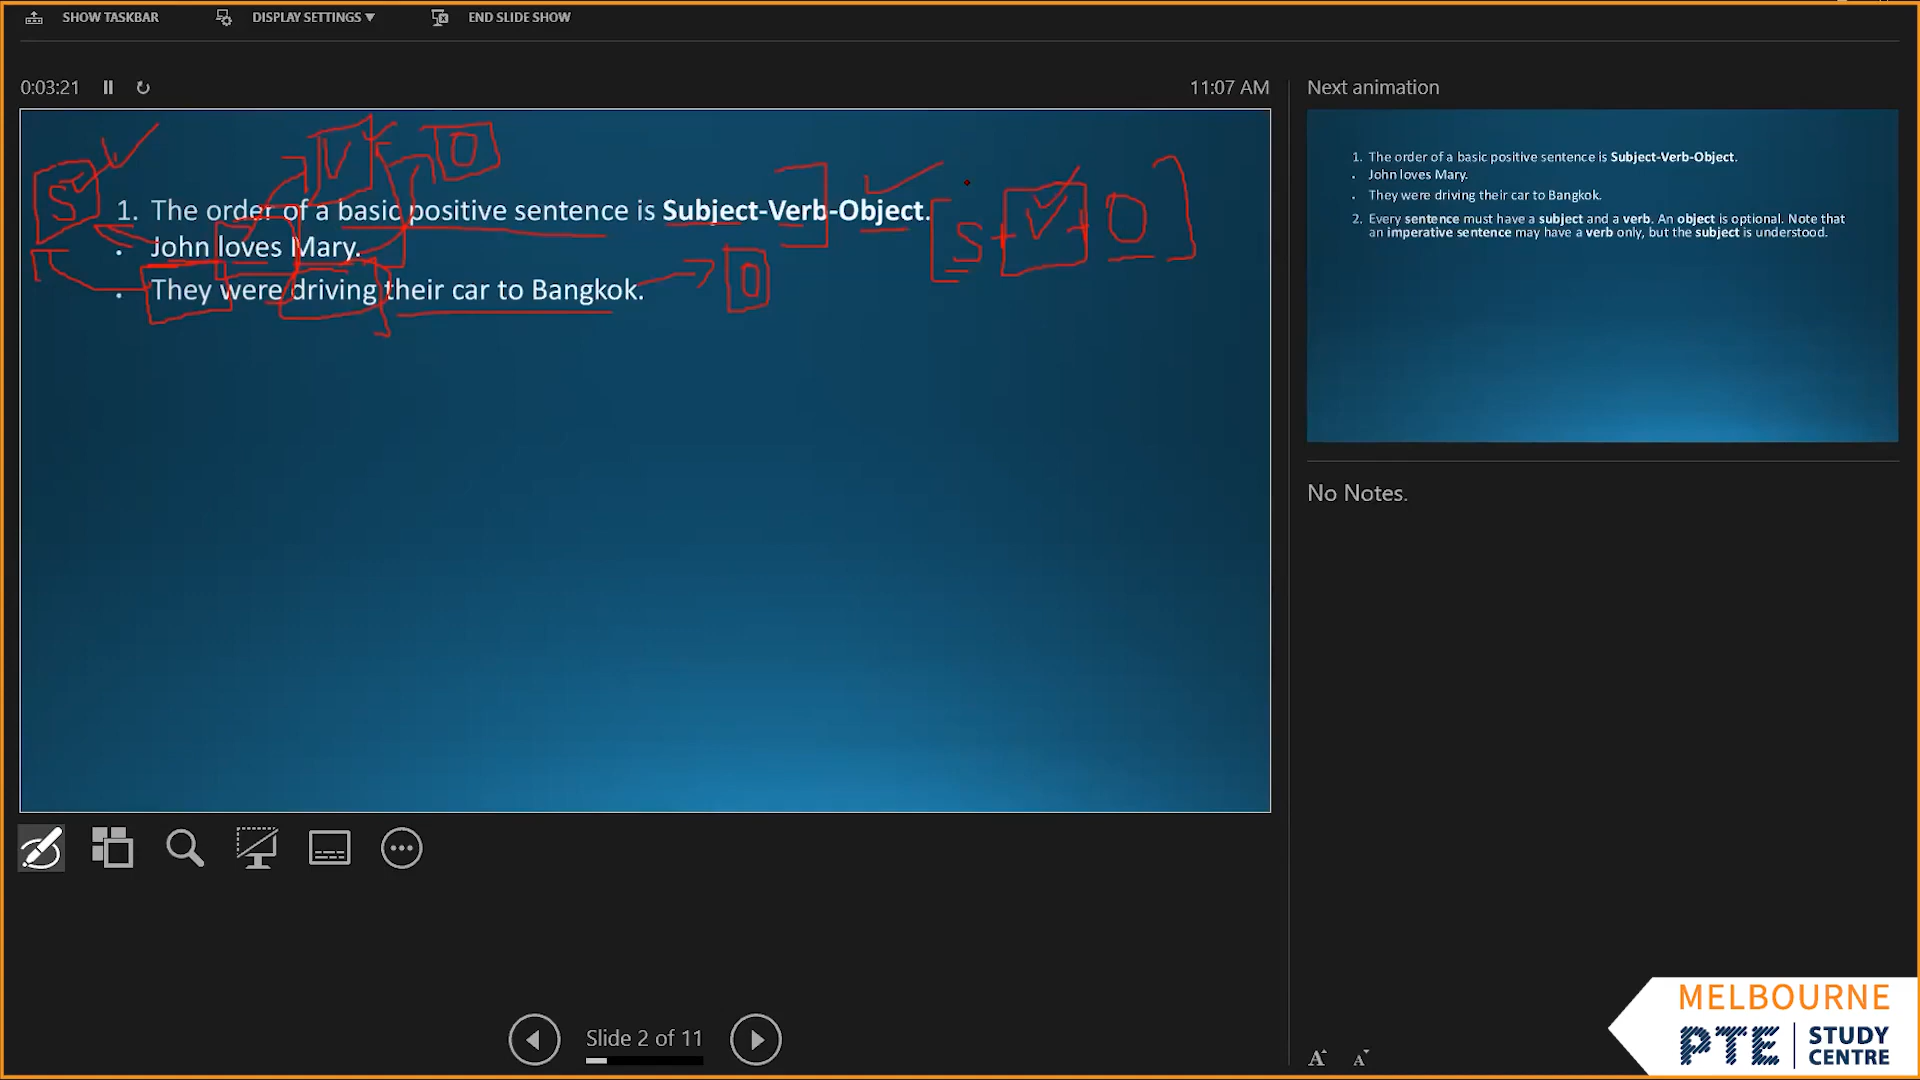 SHOW TASKBAR DISPLAY SETTINGS ▼ END SLIDE SHOW
0:03:21 11:07 AM
S V O
1. The order of a basic positive sentence is Subject-Verb-Object.
S + V + O
• John loves Mary.
• They were driving their car to Bangkok. O
Slide 2 of 11
Next animation
1. The order of a basic positive sentence is Subject-Verb-Object.
• John loves Mary.
• They were driving their car to Bangkok.
2. Every sentence must have a subject and a verb. An object is optional. Note that
an imperative sentence may have a verb only, but the subject is understood.
No Notes.
A A
MELBOURNE
PTE STUDY
CENTRE